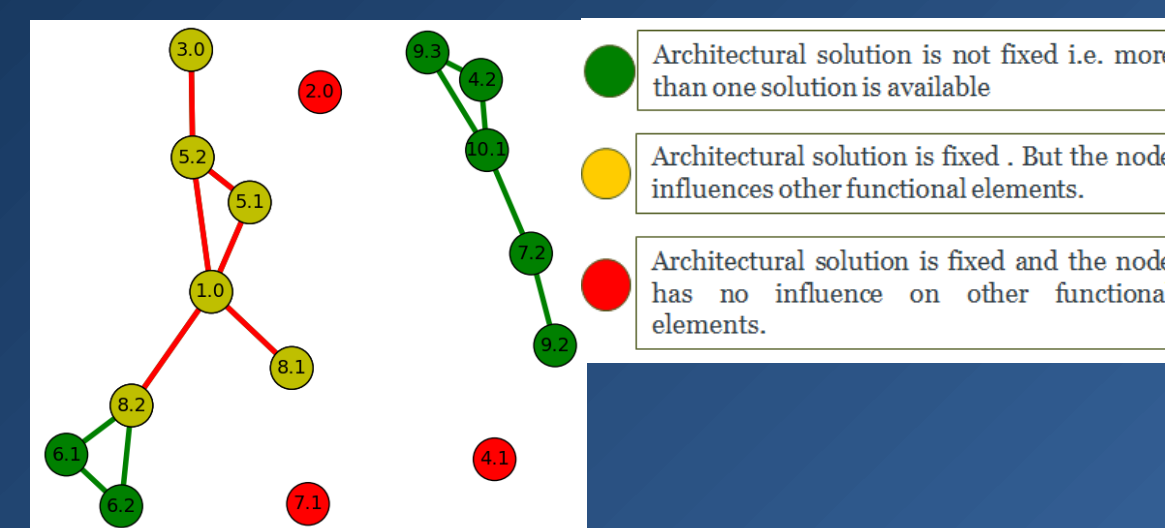 3.0
9.3
4.2
2.0
10.1
5.2
5.1
7.2
1.0
9.2
8.1
8.2
6.1
4.1
6.2
7.1
Architectural solution is not fixed i.e. more
than one solution is available
Architectural solution is fixed . But the node
influences other functional elements.
Architectural solution is fixed and the node
has no influence on other functiona
elements.